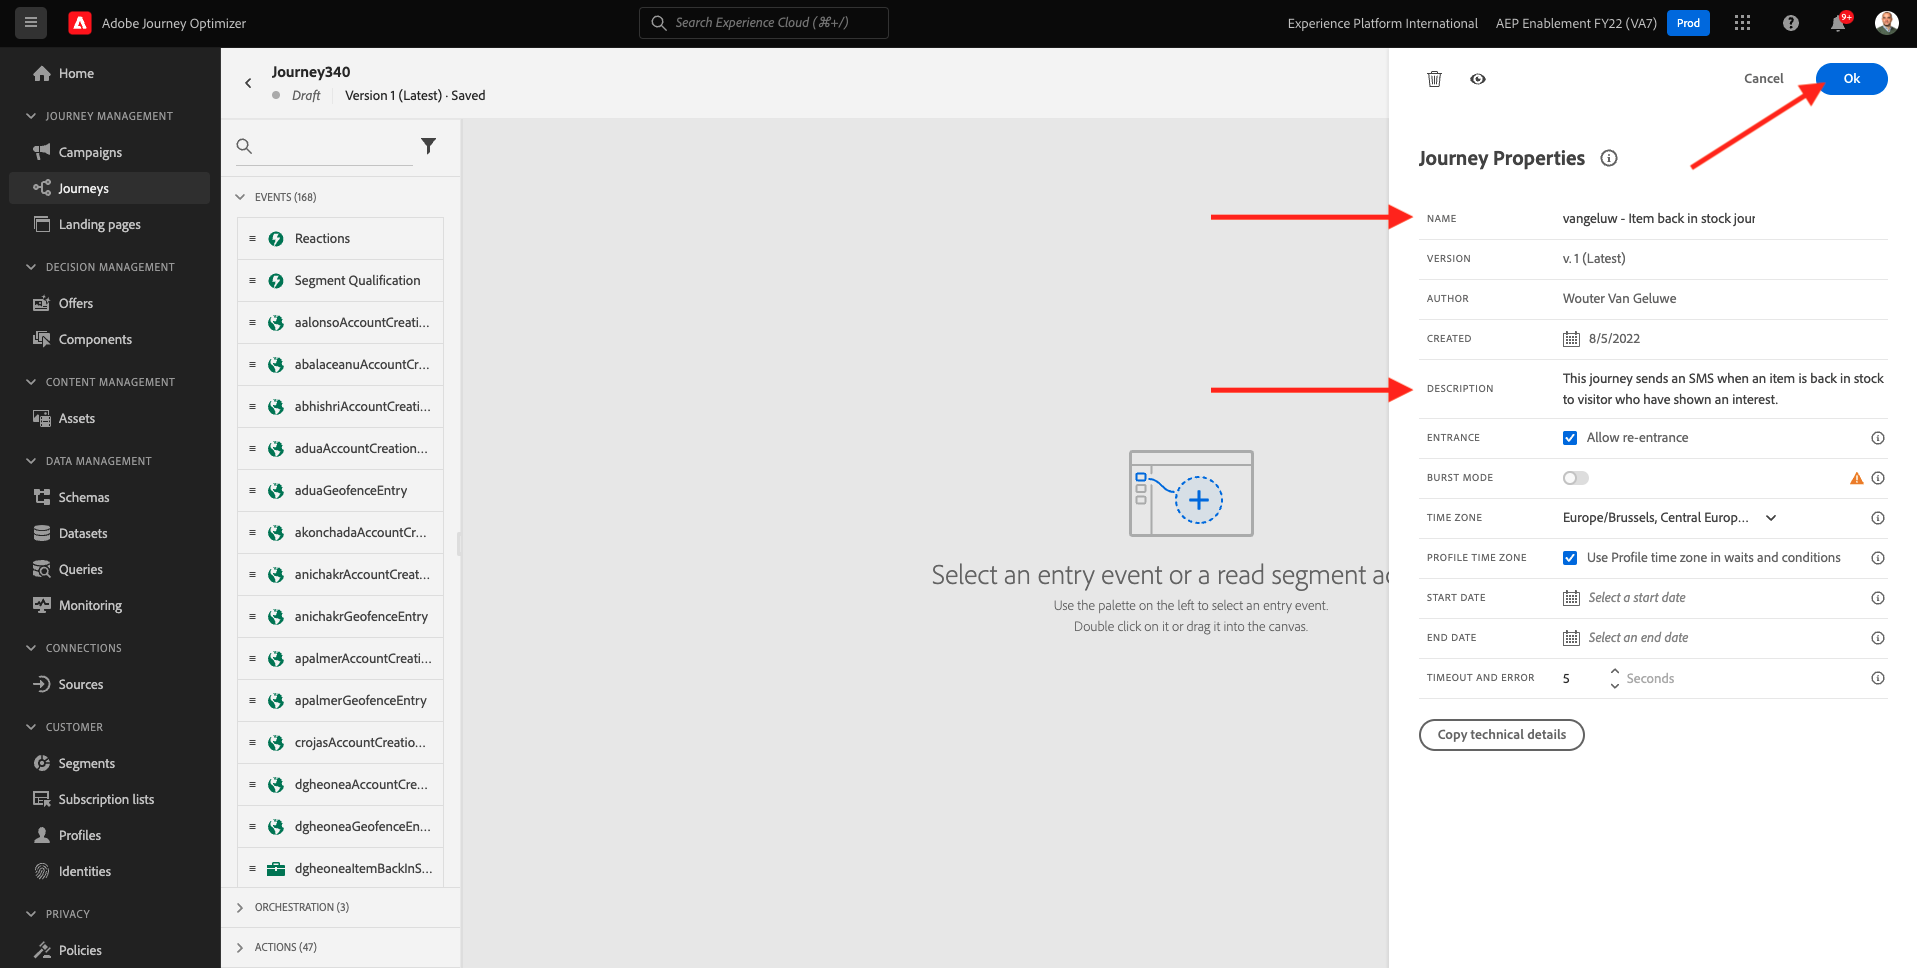 Adobe Journey Optimizer
Search Experience Cloud (⌘+/)
Experience Platform International
AEP Enablement FY22 (VA7)
Prod
9+
Home
JOURNEY MANAGEMENT
Campaigns
Journeys
Landing pages
DECISION MANAGEMENT
Offers
Components
CONTENT MANAGEMENT
Assets
DATA MANAGEMENT
Schemas
Datasets
Queries
Monitoring
CONNECTIONS
Sources
CUSTOMER
Segments
Subscription lists
Profiles
Identities
PRIVACY
Policies
Journey340
Draft
Version 1 (Latest) · Saved
EVENTS (168)
Reactions
Segment Qualification
aalonsoAccountCreati...
abalaceanuAccountCr...
abhishriAccountCreati...
aduaAccountCreation...
aduaGeofenceEntry
akonchadaAccountCr...
anichakrAccountCreat...
anichakrGeofenceEntry
apalmerAccountCreati...
apalmerGeofenceEntry
crojasAccountCreatio...
dgheoneaAccountCre...
dgheoneaGeofenceEn...
dgheoneaItemBackInS...
ORCHESTRATION (3)
ACTIONS (47)
Select an entry event or a read segment ac
Use the palette on the left to select an entry event.
Double click on it or drag it into the canvas.
Cancel
Ok
Journey Properties
NAME
vangeluw - Item back in stock jour
VERSION
v. 1 (Latest)
AUTHOR
Wouter Van Geluwe
CREATED
8/5/2022
DESCRIPTION
This journey sends an SMS when an item is back in stock
to visitor who have shown an interest.
ENTRANCE
Allow re-entrance
BURST MODE
TIME ZONE
Europe/Brussels, Central Europ...
PROFILE TIME ZONE
Use Profile time zone in waits and conditions
START DATE
Select a start date
END DATE
Select an end date
TIMEOUT AND ERROR
5
Seconds
Copy technical details